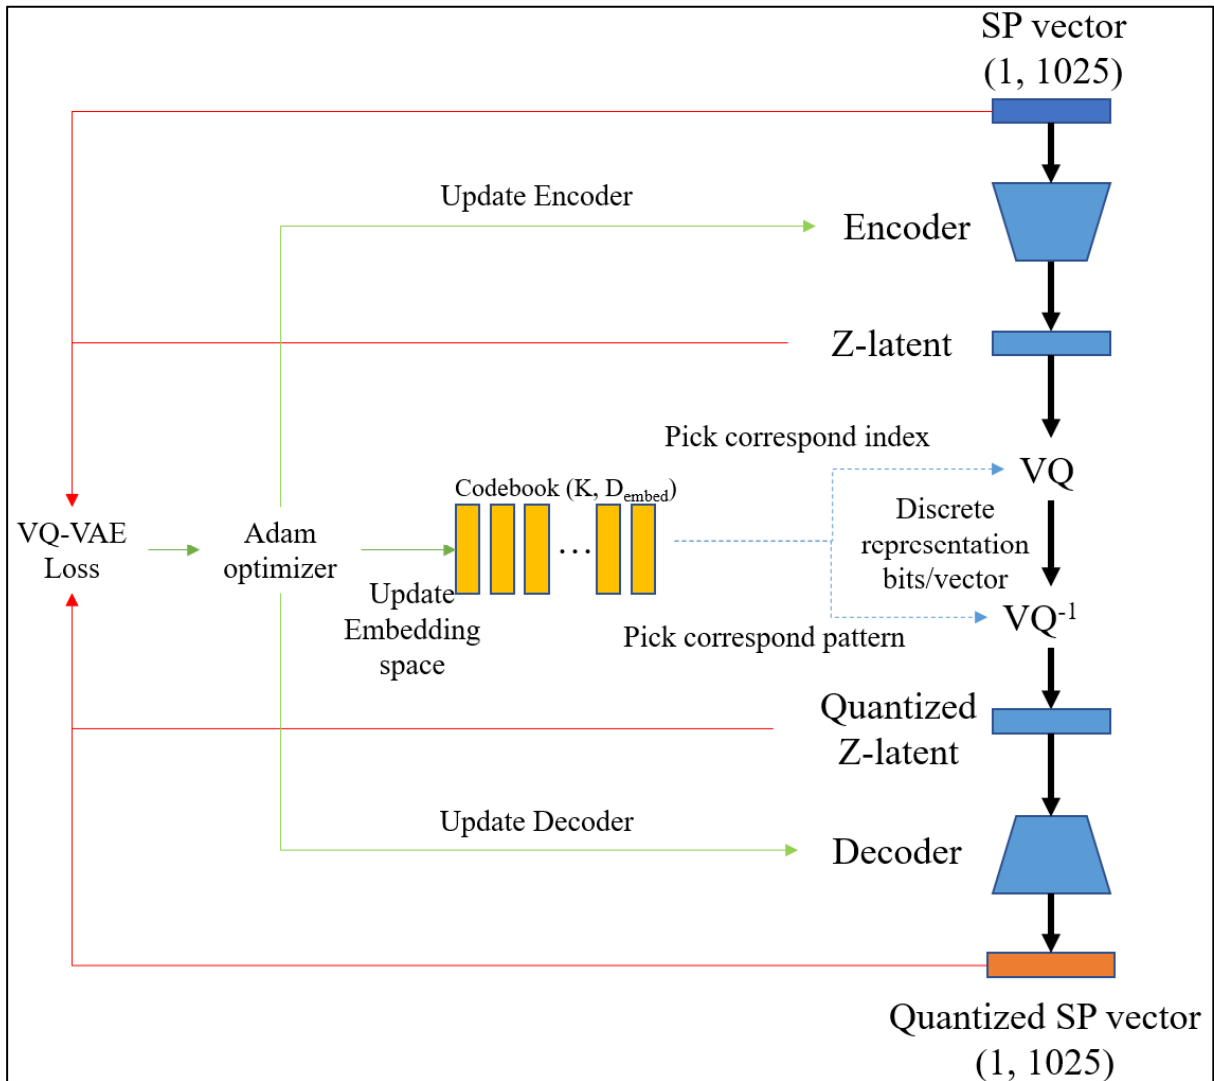 SP vector
(1, 1025)
Update Encoder
Encoder
Z-latent
Pick correspond index
VQ
Codebook (K, D_embed)
Discrete
representation
bits/vector
VQ-VAE
Loss
Adam
optimizer
Update
Embedding
space
Pick correspond pattern
VQ⁻¹
Quantized
Z-latent
Update Decoder
Decoder
Quantized SP vector
(1, 1025)